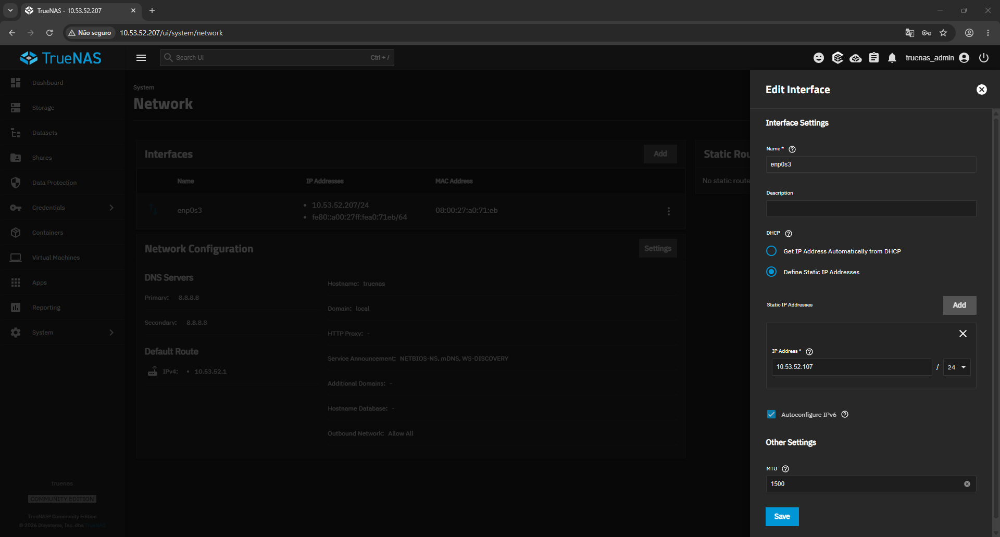 TrueNAS - 10.53.52.207
Não seguro
10.53.52.207/ui/system/network
TrueNAS
Search UI
Ctrl + /
truenas_admin
Dashboard
Storage
Datasets
Shares
Data Protection
Credentials
Containers
Virtual Machines
Apps
Reporting
System
truenas
COMMUNITY EDITION
TrueNAS® Community Edition
© 2026 iXsystems, Inc. dba TrueNAS
System
Network
Interfaces
Add
Name IP Addresses MAC Address
enp0s3
10.53.52.207/24
fe80::a00:27ff:fea0:71eb/64
08:00:27:a0:71:eb
Network Configuration
Settings
DNS Servers
Primary: 8.8.8.8
Secondary: 8.8.8.8
Default Route
IPv4: • 10.53.52.1
Hostname: truenas
Domain: local
HTTP Proxy: -
Service Announcement: NETBIOS-NS, mDNS, WS-DISCOVERY
Additional Domains: -
Hostname Database: -
Outbound Network: Allow All
Static Rou
No static route
Edit Interface
Interface Settings
Name *
enp0s3
Description
DHCP
Get IP Address Automatically from DHCP
Define Static IP Addresses
Static IP Addresses
Add
IP Address *
10.53.52.107 / 24
Autoconfigure IPv6
Other Settings
MTU
1500
Save